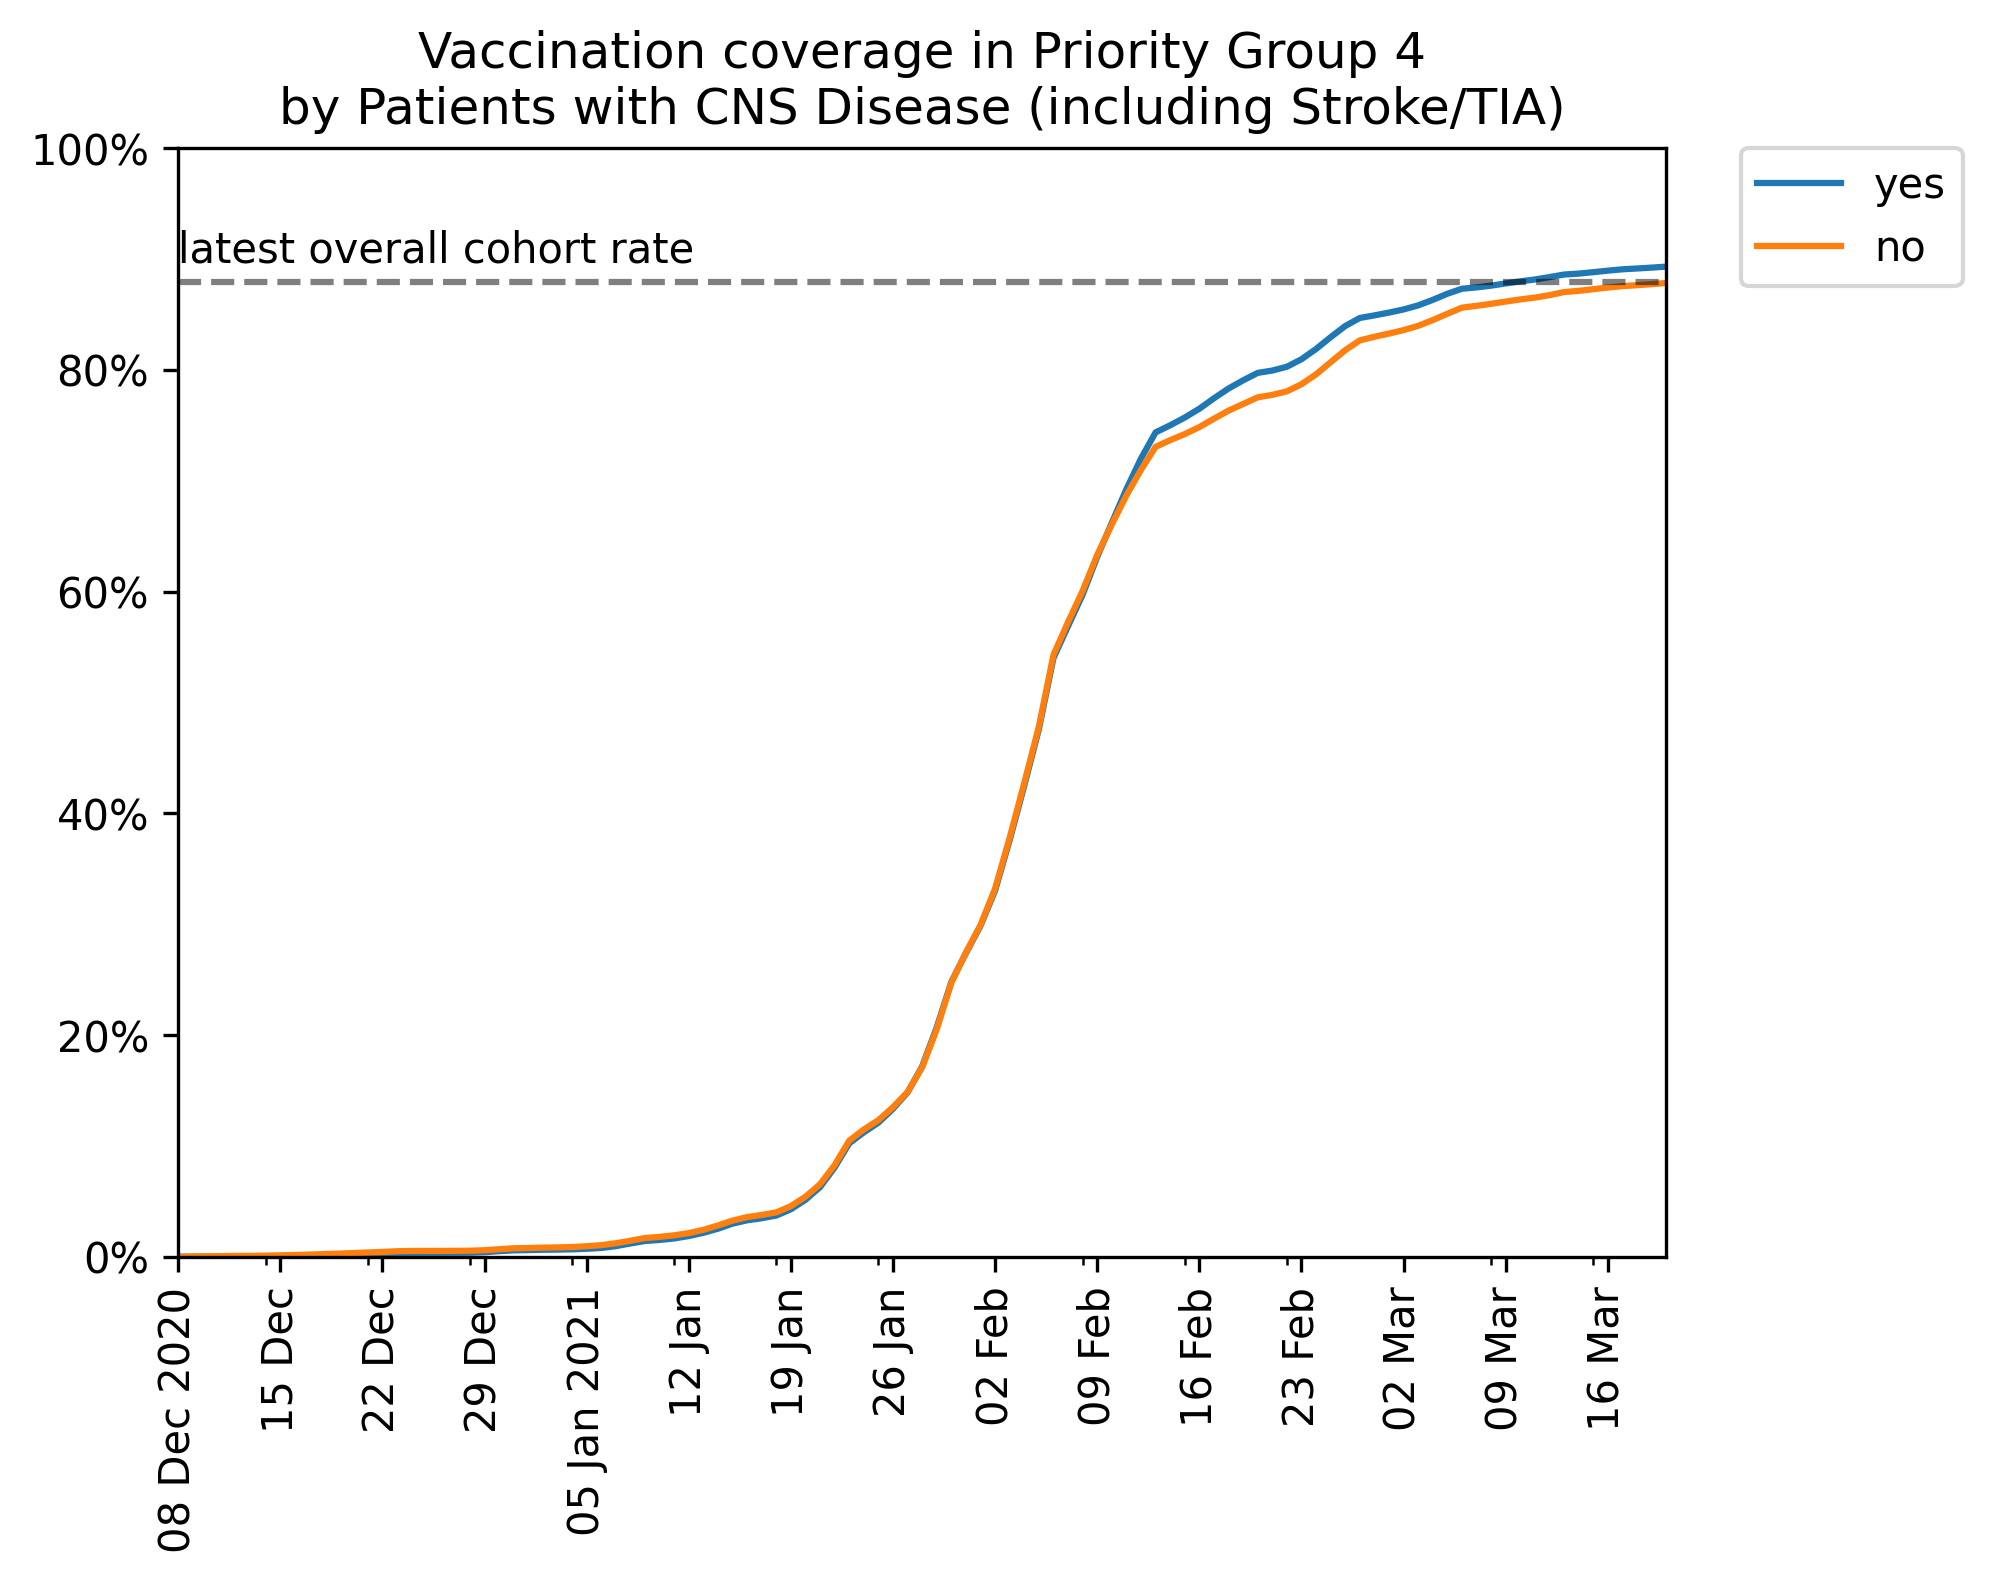 Vaccination coverage in Priority Group 4
by Patients with CNS Disease (including Stroke/TIA)
100%
80%
60%
40%
20%
0%
latest overall cohort rate
yes
no
08 Dec 2020
15 Dec
22 Dec
29 Dec
05 Jan 2021
12 Jan
19 Jan
26 Jan
02 Feb
09 Feb
16 Feb
23 Feb
02 Mar
09 Mar
16 Mar